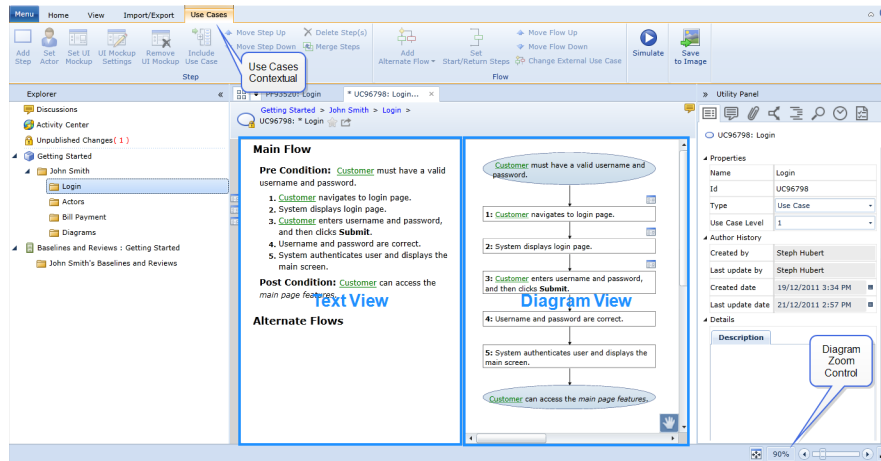 Menu Home View Import/Export Use Cases
Add Step
Set Actor
Set UI Mockup
UI Mockup Settings
Remove UI Mockup
Include Use Case
Move Step Up
Move Step Down
Delete Step(s)
Merge Steps
Step
Use Cases
Contextual
Add
Alternate Flow
Set
Start/Return Steps
Move Flow Up
Move Flow Down
Change External Use Case
Flow
Simulate
Save
to Image
Explorer «
Discussions
Activity Center
Unpublished Changes( 1 )
Getting Started
John Smith
Login
Actors
Bill Payment
Diagrams
Baselines and Reviews : Getting Started
John Smith's Baselines and Reviews
PF93520: Login
* UC96798: Login... ×
Getting Started > John Smith > Login >
UC96798: * Login
Main Flow
Pre Condition: Customer must have a valid
username and password.
1. Customer navigates to login page.
2. System displays login page.
3. Customer enters username and password,
and then clicks Submit.
4. Username and password are correct.
5. System authenticates user and displays the
main screen.
Post Condition: Customer can access the
main page features.
Text View
Alternate Flows
Customer must have a valid username and
password.
1: Customer navigates to login page.
2: System displays login page.
3: Customer enters username and password,
and then clicks Submit.
Diagram View
4: Username and password are correct.
5: System authenticates user and displays the
main screen.
Customer can access the main page features.
» Utility Panel
UC96798: Login
Properties
Name Login
Id UC96798
Type Use Case
Use Case Level 1
Author History
Created by Steph Hubert
Last update by Steph Hubert
Created date 19/12/2011 3:34 PM
Last update date 21/12/2011 2:57 PM
Details
Description
Diagram
Zoom
Control
90%